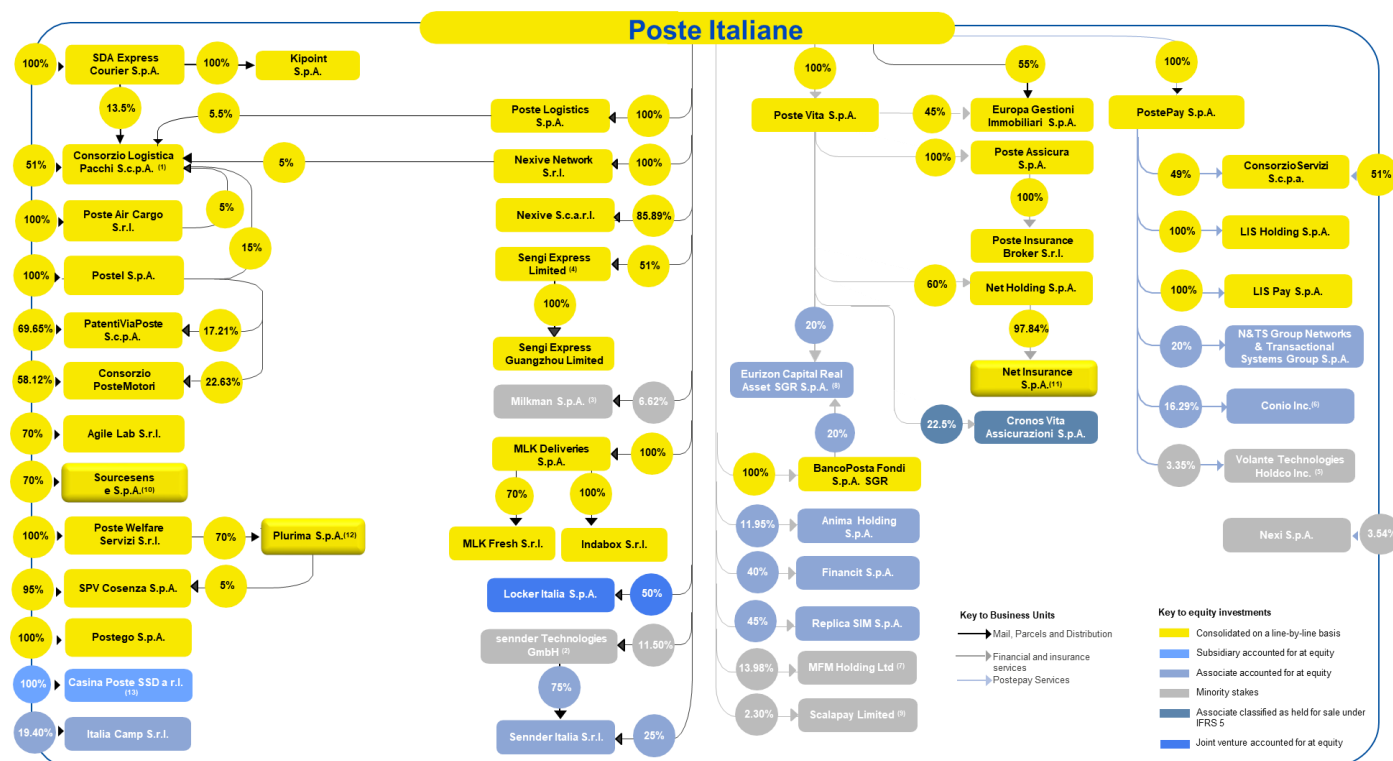 Poste Italiane
100%
SDA Express
Courier S.p.A.
100%
Kipoint
S.p.A.
13.5%
5.5%
51%
Consorzio Logistica
Pacchi S.c.p.A. (1)
5%
100%
Poste Air Cargo
S.r.l.
5%
15%
100%
Postel S.p.A.
69.65%
PatentiViaPoste
S.c.p.A.
17.21%
58.12%
Consorzio
PosteMotori
22.63%
70%
Agile Lab S.r.l.
70%
Sourcesens
e S.p.A.(10)
100%
Poste Welfare
Servizi S.r.l.
70%
Plurima S.p.A.(12)
95%
SPV Cosenza S.p.A.
5%
100%
Postego S.p.A.
100%
Casina Poste SSD a r.l.
(13)
19.40%
Italia Camp S.r.l.
Poste Logistics
S.p.A.
100%
Nexive Network
S.r.l.
100%
Nexive S.c.a r.l.
85.89%
Sengi Express
Limited (4)
51%
100%
Sengi Express
Guangzhou Limited
Milkman S.p.A. (3)
6.62%
MLK Deliveries
S.p.A.
100%
70%
100%
MLK Fresh S.r.l.
Indabox S.r.l.
Locker Italia S.p.A.
50%
sennder Technologies
GmbH (2)
11.50%
75%
Sennder Italia S.r.l.
25%
100%
Poste Vita S.p.A.
45%
55%
Europa Gestioni
Immobiliari S.p.A.
100%
Poste Assicura
S.p.A.
100%
Poste Insurance
Broker S.r.l.
60%
Net Holding S.p.A.
97.84%
Net Insurance
S.p.A.(11)
20%
Eurizon Capital Real
Asset SGR S.p.A. (8)
20%
22.5%
Cronos Vita
Assicurazioni S.p.A.
100%
BancoPosta Fondi
S.p.A. SGR
11.95%
Anima Holding
S.p.A.
40%
Financit S.p.A.
45%
Replica SIM S.p.A.
13.98%
MFM Holding Ltd (7)
2.30%
Scalapay Limited (9)
100%
PostePay S.p.A.
49%
Consorzio Servizi
S.c.p.a.
51%
100%
LIS Holding S.p.A.
100%
LIS Pay S.p.A.
20%
N&TS Group Networks
& Transactional
Systems Group S.p.A.
16.29%
Conio Inc.(6)
3.35%
Volante Technologies
Holdco Inc. (5)
Nexi S.p.A.
3.54%
Key to Business Units
Mail, Parcels and Distribution
Financial and insurance
services
Postepay Services
Key to equity investments
Consolidated on a line-by-line basis
Subsidiary accounted for at equity
Associate accounted for at equity
Minority stakes
Associate classified as held for sale under
IFRS 5
Joint venture accounted for at equity